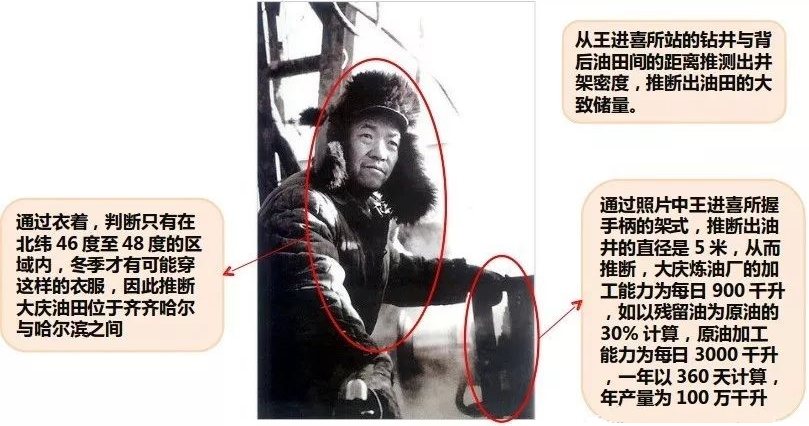 从王进喜所站的钻井与背
后油田间的距离推测出井
架密度，推断出油田的大
致储量。
通过衣着，判断只有在
北纬 46 度至 48 度的区
域内，冬季才有可能穿
这样的衣服，因此推断
大庆油田位于齐齐哈尔
与哈尔滨之间
通过照片中王进喜所握
手柄的架式，推断出油
井的直径是 5 米，从而
推断，大庆炼油厂的加
工能力为每日 900 千升
，如以残留油为原油的
30% 计算，原油加工
能力为每日 3000 千升
，一年以 360 天计算，
年产量为 100 万千升